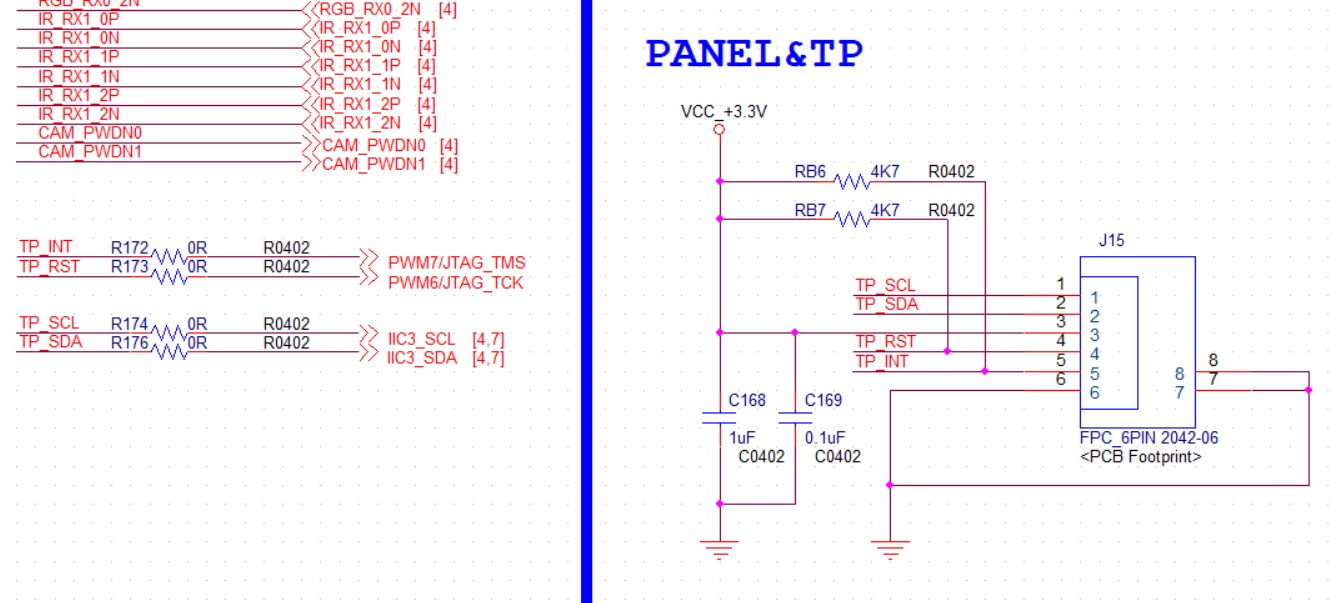 RGB_RX0_2N RGB_RX0_2N [4]
IR_RX1_0P IR_RX1_0P [4]
IR_RX1_0N IR_RX1_0N [4]
IR_RX1_1P IR_RX1_1P [4]
IR_RX1_1N IR_RX1_1N [4]
IR_RX1_2P IR_RX1_2P [4]
IR_RX1_2N IR_RX1_2N [4]
CAM_PWDN0 CAM_PWDN0 [4]
CAM_PWDN1 CAM_PWDN1 [4]
TP_INT R172 0R R0402 PWM7/JTAG_TMS
TP_RST R173 0R R0402 PWM6/JTAG_TCK
TP_SCL R174 0R R0402 IIC3_SCL [4,7]
TP_SDA R176 0R R0402 IIC3_SDA [4,7]
PANEL&TP
VCC_+3.3V
RB6 4K7 R0402
RB7 4K7 R0402
J15
TP_SCL 1 1
TP_SDA 2 2
3 3
TP_RST 4 4
TP_INT 5 5 8 8
6 6 7 7
C168 C169
1uF 0.1uF
C0402 C0402
FPC_6PIN 2042-06
<PCB Footprint>